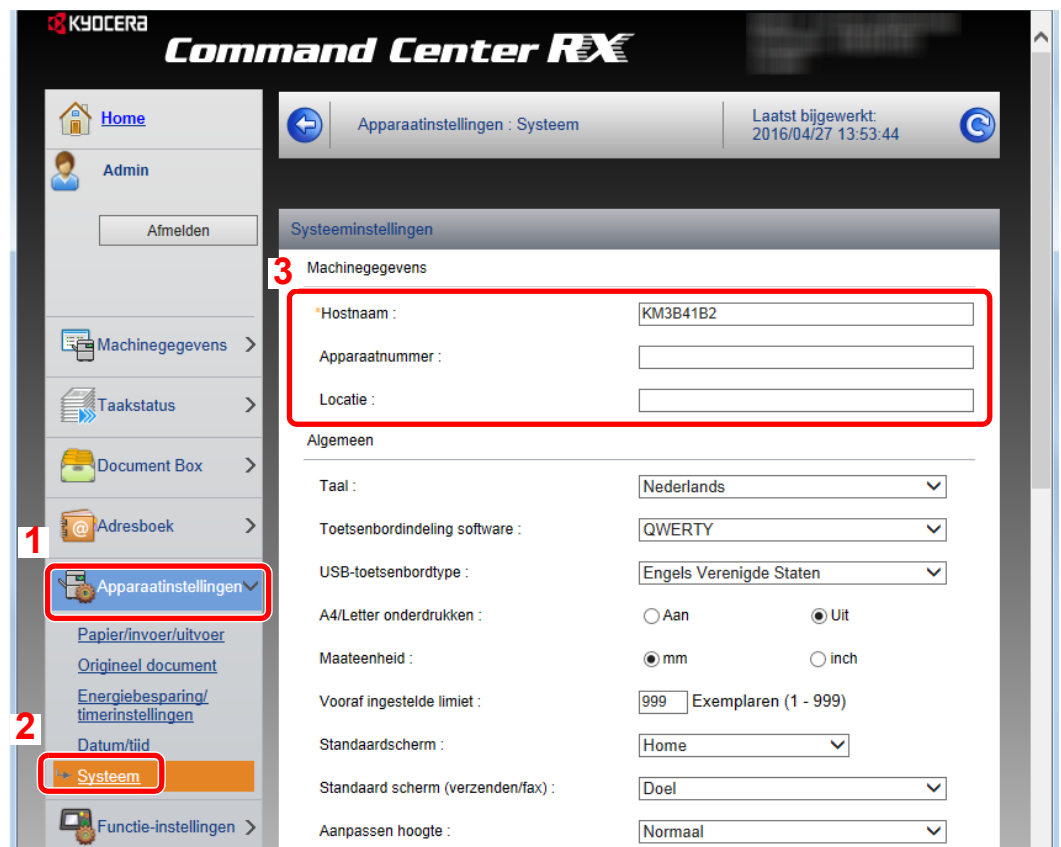 KYOCERA
Command Center RX
Home
Admin
Afmelden
Machinegegevens
Taakstatus
Document Box
Adresboek
1
Apparaatinstellingen
Papier/invoer/uitvoer
Origineel document
Energiebesparing/
timerinstellingen
Datum/tijd
2
Systeem
Functie-instellingen
Apparaatinstellingen : Systeem
Laatst bijgewerkt:
2016/04/27 13:53:44
Systeeminstellingen
3
Machinegegevens
*Hostnaam : KM3B41B2
Apparaatnummer :
Locatie :
Algemeen
Taal : Nederlands
Toetsenbordindeling software : QWERTY
USB-toetsenbordtype : Engels Verenigde Staten
A4/Letter onderdrukken : Aan Uit
Maateenheid : mm inch
Vooraf ingestelde limiet : 999 Exemplaren (1 - 999)
Standaardscherm : Home
Standaard scherm (verzenden/fax) : Doel
Aanpassen hoogte : Normaal